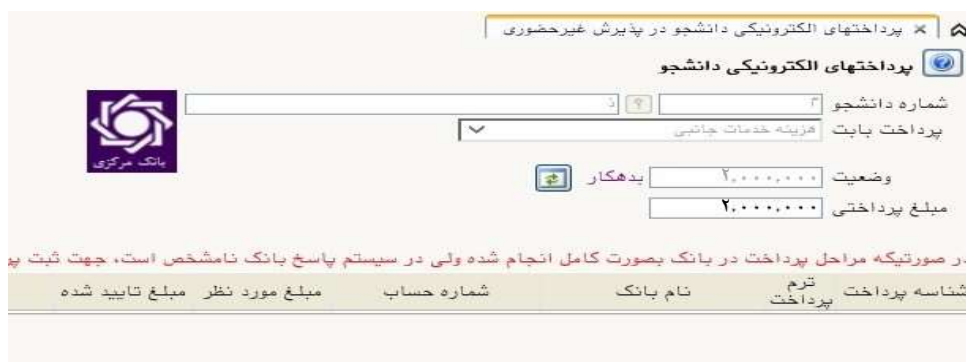 پرداختهای الکترونیکی دانشجو در پذیرش غیرحضوری
پرداختهای الکترونیکی دانشجو
شماره دانشجو ۳ ? ذ
پرداخت بابت هزینه خدمات جانبی
بانک مرکزی
وضعیت ۲,۰۰۰,۰۰۰ بدهکار
مبلغ پرداختی ۲,۰۰۰,۰۰۰
در صورتیکه مراحل پرداخت در بانک بصورت کامل انجام شده ولی در سیستم پاسخ بانک نامشخص است، جهت ثبت
شناسه پرداخت ترم پرداخت نام بانک شماره حساب مبلغ مورد نظر مبلغ تایید شده